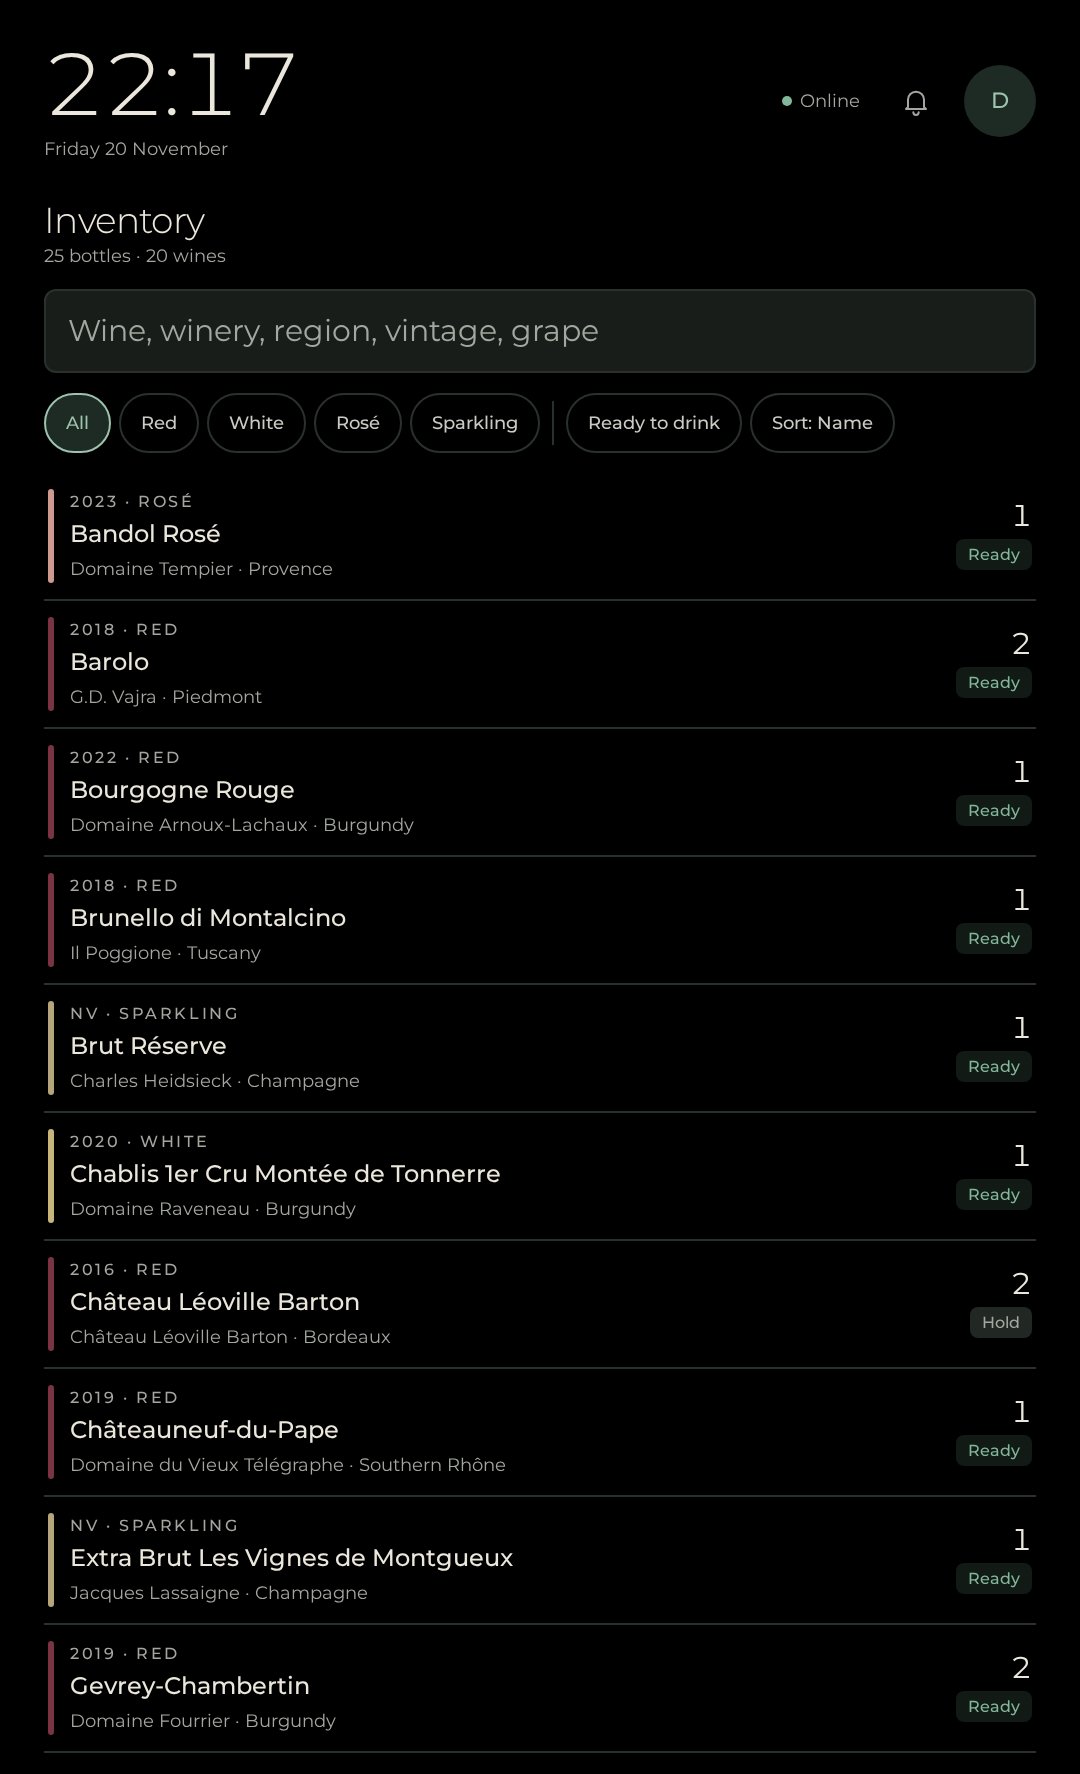 22:17
Friday 20 November
Online
D
Inventory
25 bottles · 20 wines
Wine, winery, region, vintage, grape
All Red White Rosé Sparkling Ready to drink Sort: Name
2023 · ROSÉ
Bandol Rosé
Domaine Tempier · Provence
1
Ready
2018 · RED
Barolo
G.D. Vajra · Piedmont
2
Ready
2022 · RED
Bourgogne Rouge
Domaine Arnoux-Lachaux · Burgundy
1
Ready
2018 · RED
Brunello di Montalcino
Il Poggione · Tuscany
1
Ready
NV · SPARKLING
Brut Réserve
Charles Heidsieck · Champagne
1
Ready
2020 · WHITE
Chablis 1er Cru Montée de Tonnerre
Domaine Raveneau · Burgundy
1
Ready
2016 · RED
Château Léoville Barton
Château Léoville Barton · Bordeaux
2
Hold
2019 · RED
Châteauneuf-du-Pape
Domaine du Vieux Télégraphe · Southern Rhône
1
Ready
NV · SPARKLING
Extra Brut Les Vignes de Montgueux
Jacques Lassaigne · Champagne
1
Ready
2019 · RED
Gevrey-Chambertin
Domaine Fourrier · Burgundy
2
Ready